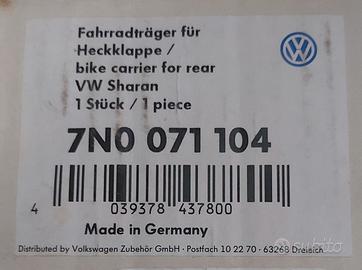 Fahrradträger für
Heckklappe /
bike carrier for rear
VW Sharan
1 Stück / 1 piece
7N0 071 104
4 039378 437800
Made in Germany
Distributed by Volkswagen Zubehör GmbH · Postfach 10 22 70 · 63268 Dreieich
subito